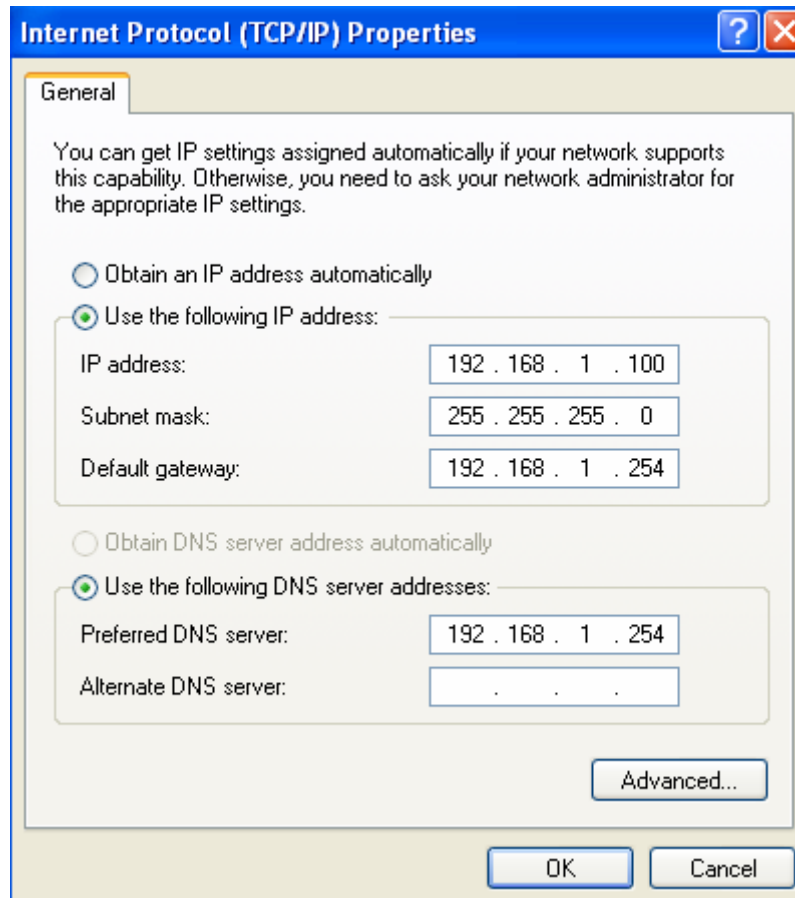 Internet Protocol (TCP/IP) Properties
General
You can get IP settings assigned automatically if your network supports
this capability. Otherwise, you need to ask your network administrator for
the appropriate IP settings.
Obtain an IP address automatically
Use the following IP address:
IP address: 192 . 168 . 1 . 100
Subnet mask: 255 . 255 . 255 . 0
Default gateway: 192 . 168 . 1 . 254
Obtain DNS server address automatically
Use the following DNS server addresses:
Preferred DNS server: 192 . 168 . 1 . 254
Alternate DNS server: . . .
Advanced...
OK Cancel